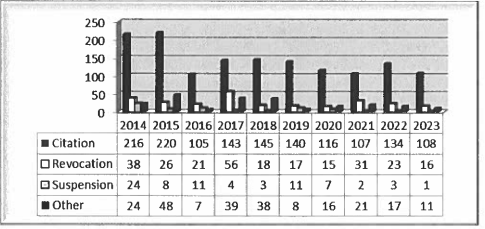 250
200
150
100
50
0
2014 2015 2016 2017 2018 2019 2020 2021 2022 2023
Citation 216 220 105 143 145 140 116 107 134 108
Revocation 38 26 21 56 18 17 15 31 23 16
Suspension 24 8 11 4 3 11 7 2 3 1
Other 24 48 7 39 38 8 16 21 17 11